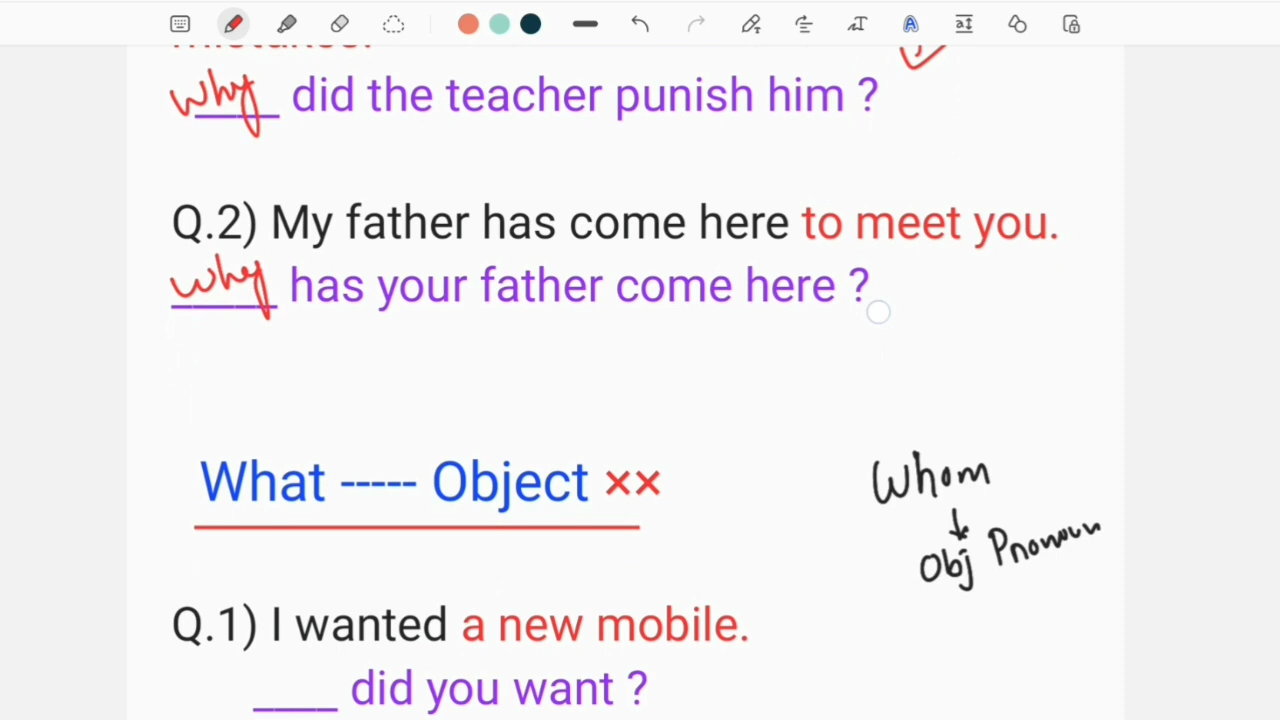 mistakes.
why did the teacher punish him ?
Q.2) My father has come here to meet you.
why has your father come here ?
What ----- Object ××
Whom
↓
Obj Pronoun
Q.1) I wanted a new mobile.
____ did you want ?